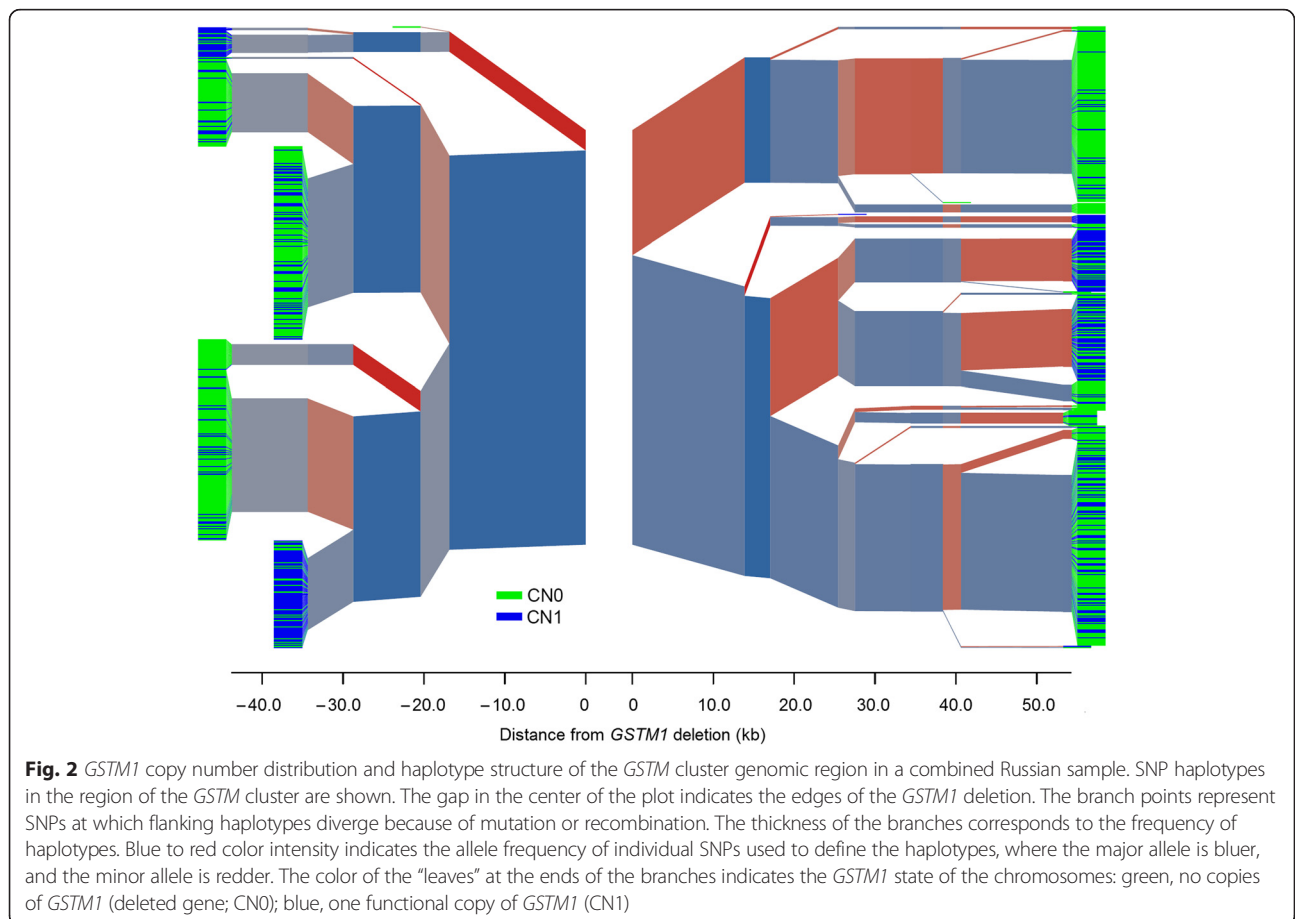 CN0
CN1
−40.0 −30.0 −20.0 −10.0 0 0 10.0 20.0 30.0 40.0 50.0
Distance from GSTM1 deletion (kb)
Fig. 2 GSTM1 copy number distribution and haplotype structure of the GSTM cluster genomic region in a combined Russian sample. SNP haplotypes
in the region of the GSTM cluster are shown. The gap in the center of the plot indicates the edges of the GSTM1 deletion. The branch points represent
SNPs at which flanking haplotypes diverge because of mutation or recombination. The thickness of the branches corresponds to the frequency of
haplotypes. Blue to red color intensity indicates the allele frequency of individual SNPs used to define the haplotypes, where the major allele is bluer,
and the minor allele is redder. The color of the “leaves” at the ends of the branches indicates the GSTM1 state of the chromosomes: green, no copies
of GSTM1 (deleted gene; CN0); blue, one functional copy of GSTM1 (CN1)